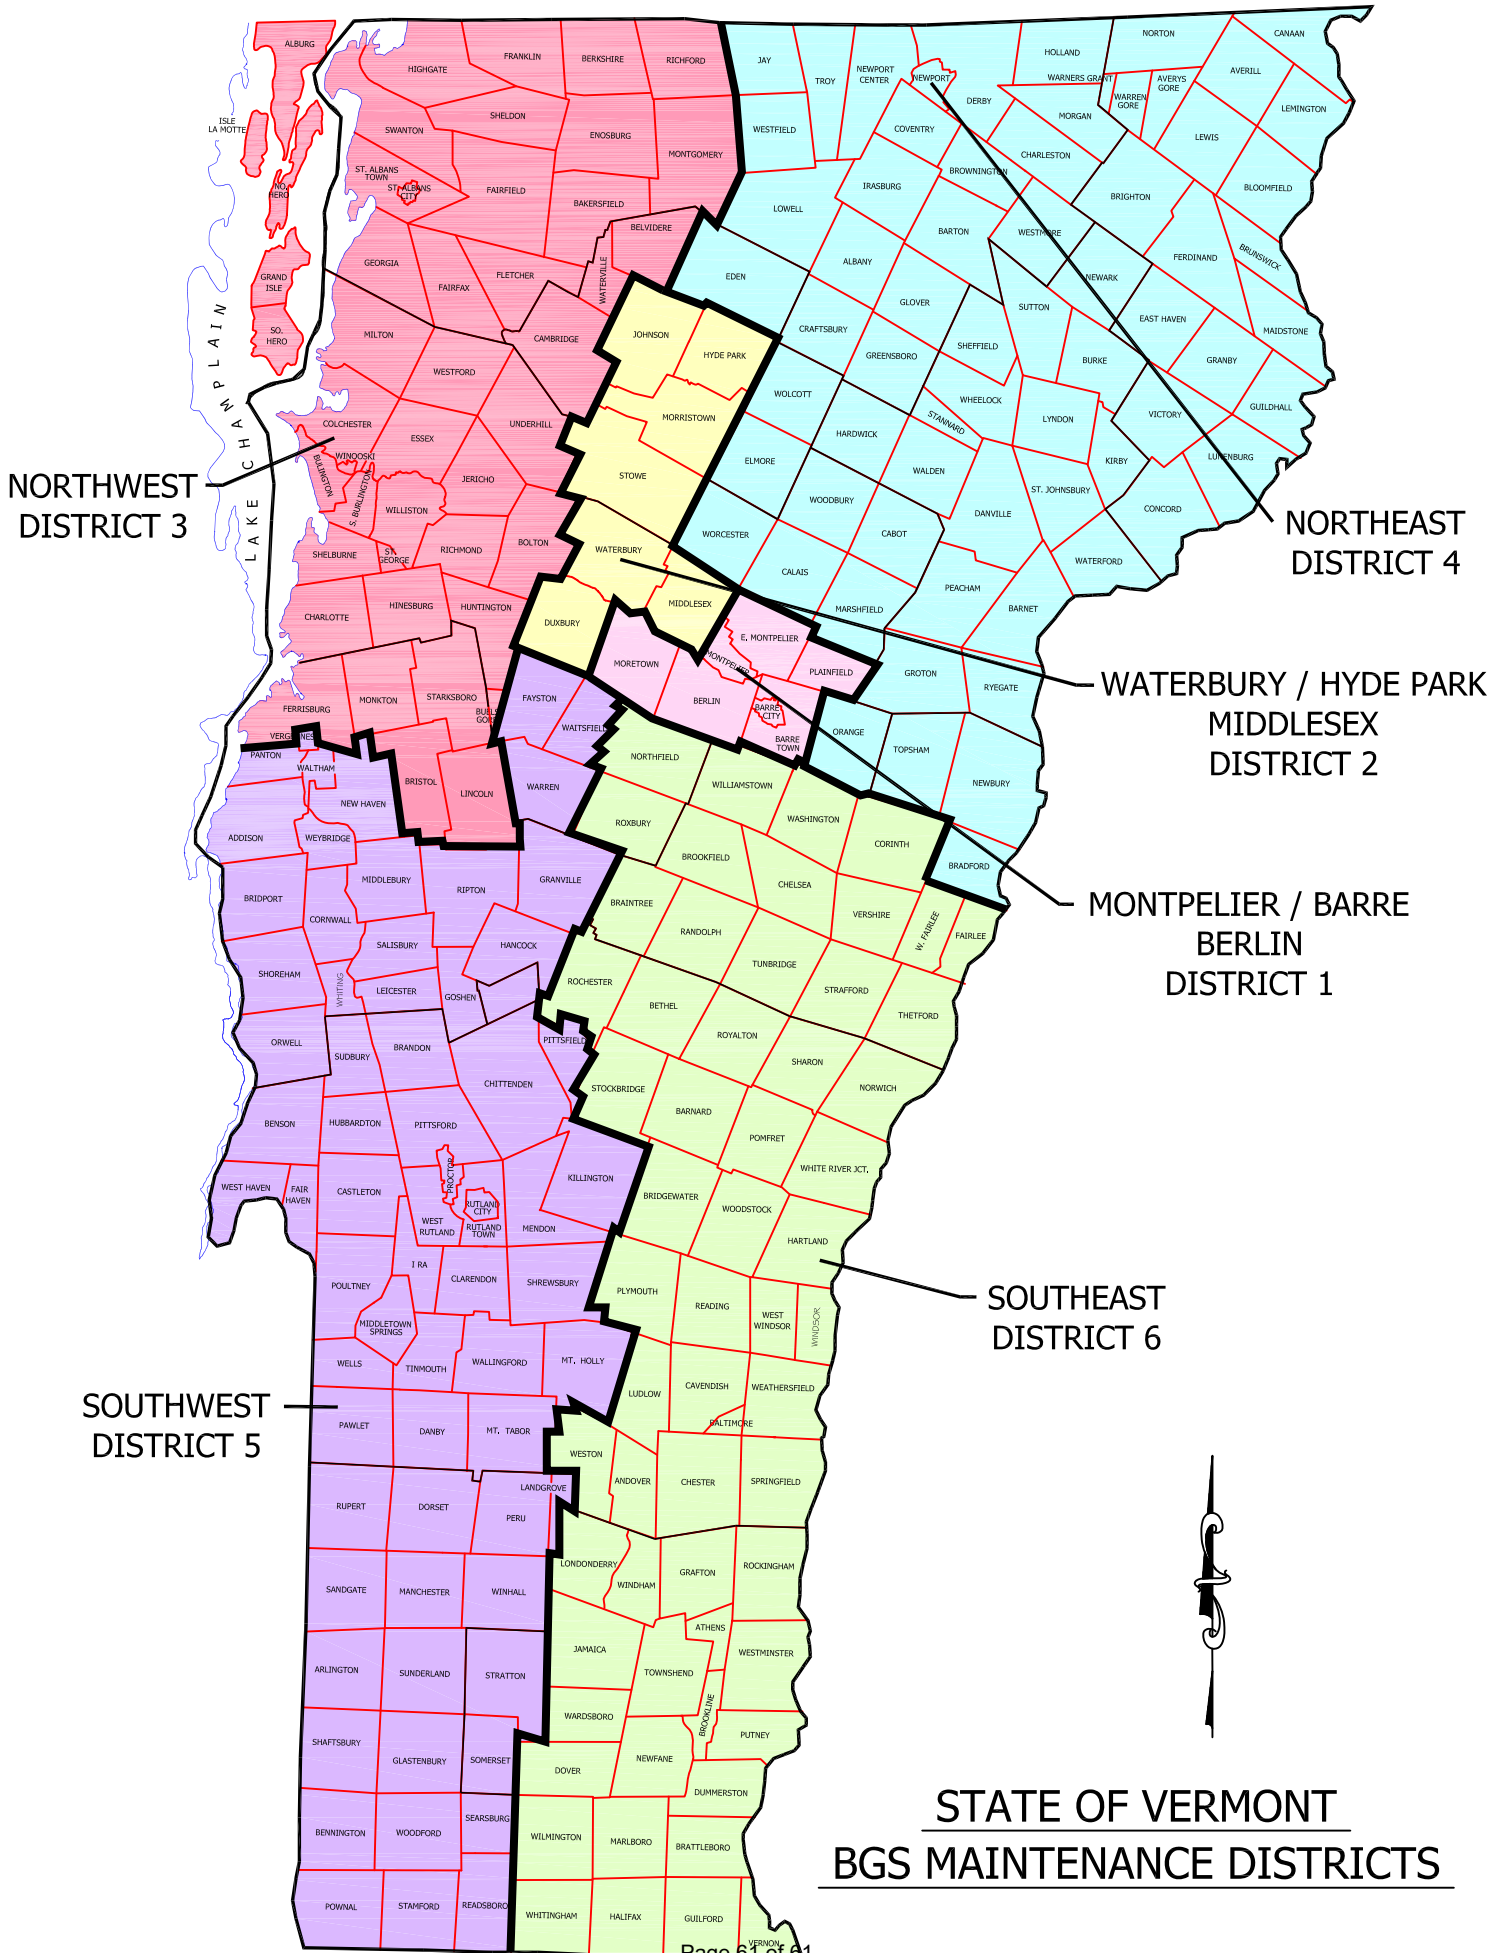 ALBURG
ISLE
LA MOTTE
NO.
HERO
GRAND
ISLE
SO.
HERO
LAKE CHAMPLAIN
HIGHGATE
FRANKLIN
BERKSHIRE
RICHFORD
SWANTON
SHELDON
ENOSBURG
MONTGOMERY
ST. ALBANS
TOWN
ST. ALBANS
CITY
FAIRFIELD
BAKERSFIELD
BELVIDERE
WATERVILLE
GEORGIA
FAIRFAX
FLETCHER
CAMBRIDGE
MILTON
WESTFORD
UNDERHILL
COLCHESTER
ESSEX
WINOOSKI
BULINGTON
S. BURLINGTON
JERICHO
WILLISTON
SHELBURNE
ST.
GEORGE
RICHMOND
BOLTON
CHARLOTTE
HINESBURG
HUNTINGTON
FERRISBURG
MONKTON
STARKSBORO
BUELS
GORE
BRISTOL
LINCOLN
NORTHWEST
DISTRICT 3
JAY
TROY
NEWPORT
CENTER
NEWPORT
DERBY
HOLLAND
NORTON
CANAAN
WARNERS GRANT
WARREN
GORE
AVERYS
GORE
AVERILL
LEMINGTON
MORGAN
WESTFIELD
COVENTRY
CHARLESTON
LEWIS
BLOOMFIELD
BROWNINGTON
IRASBURG
BRIGHTON
LOWELL
BARTON
WESTMORE
FERDINAND
BRUNSWICK
EDEN
ALBANY
GLOVER
NEWARK
SUTTON
EAST HAVEN
MAIDSTONE
CRAFTSBURY
GREENSBORO
SHEFFIELD
BURKE
GRANBY
WOLCOTT
WHEELOCK
STANNARD
LYNDON
VICTORY
GUILDHALL
HARDWICK
ELMORE
WALDEN
KIRBY
LUNENBURG
ST. JOHNSBURY
WOODBURY
DANVILLE
CONCORD
WORCESTER
CABOT
CALAIS
PEACHAM
WATERFORD
MARSHFIELD
BARNET
GROTON
RYEGATE
ORANGE
TOPSHAM
NEWBURY
BRADFORD
NORTHEAST
DISTRICT 4
JOHNSON
HYDE PARK
MORRISTOWN
STOWE
WATERBURY
MIDDLESEX
DUXBURY
WATERBURY / HYDE PARK
MIDDLESEX
DISTRICT 2
MORETOWN
E. MONTPELIER
MONTPELIER
PLAINFIELD
BERLIN
BARRE
CITY
BARRE
TOWN
MONTPELIER / BARRE
BERLIN
DISTRICT 1
FAYSTON
WAITSFIELD
WARREN
VERGENNES
PANTON
WALTHAM
NEW HAVEN
ADDISON
WEYBRIDGE
MIDDLEBURY
RIPTON
GRANVILLE
BRIDPORT
CORNWALL
SALISBURY
HANCOCK
SHOREHAM
WHITING
LEICESTER
GOSHEN
ORWELL
SUDBURY
BRANDON
PITTSFIELD
CHITTENDEN
BENSON
HUBBARDTON
PITTSFORD
PROCTOR
KILLINGTON
WEST HAVEN
FAIR
HAVEN
CASTLETON
RUTLAND
CITY
WEST
RUTLAND
RUTLAND
TOWN
MENDON
I RA
CLARENDON
SHREWSBURY
POULTNEY
MIDDLETOWN
SPRINGS
WELLS
TINMOUTH
WALLINGFORD
MT. HOLLY
PAWLET
DANBY
MT. TABOR
LANDGROVE
RUPERT
DORSET
PERU
SANDGATE
MANCHESTER
WINHALL
ARLINGTON
SUNDERLAND
STRATTON
SHAFTSBURY
GLASTENBURY
SOMERSET
SEARSBURG
BENNINGTON
WOODFORD
POWNAL
STAMFORD
READSBORO
SOUTHWEST
DISTRICT 5
NORTHFIELD
WILLIAMSTOWN
WASHINGTON
CORINTH
ROXBURY
BROOKFIELD
CHELSEA
BRAINTREE
VERSHIRE
W. FAIRLEE
FAIRLEE
RANDOLPH
TUNBRIDGE
ROCHESTER
STRAFFORD
BETHEL
THETFORD
ROYALTON
SHARON
STOCKBRIDGE
NORWICH
BARNARD
POMFRET
WHITE RIVER JCT.
BRIDGEWATER
WOODSTOCK
HARTLAND
PLYMOUTH
READING
WEST
WINDSOR
WINDSOR
LUDLOW
CAVENDISH
WEATHERSFIELD
BALTIMORE
WESTON
ANDOVER
CHESTER
SPRINGFIELD
LONDONDERRY
WINDHAM
GRAFTON
ROCKINGHAM
JAMAICA
ATHENS
WESTMINSTER
TOWNSHEND
WARDSBORO
BROOKLINE
PUTNEY
NEWFANE
DOVER
DUMMERSTON
WILMINGTON
MARLBORO
BRATTLEBORO
WHITINGHAM
HALIFAX
GUILFORD
VERNON
SOUTHEAST
DISTRICT 6
STATE OF VERMONT
BGS MAINTENANCE DISTRICTS
Page 61 of 61